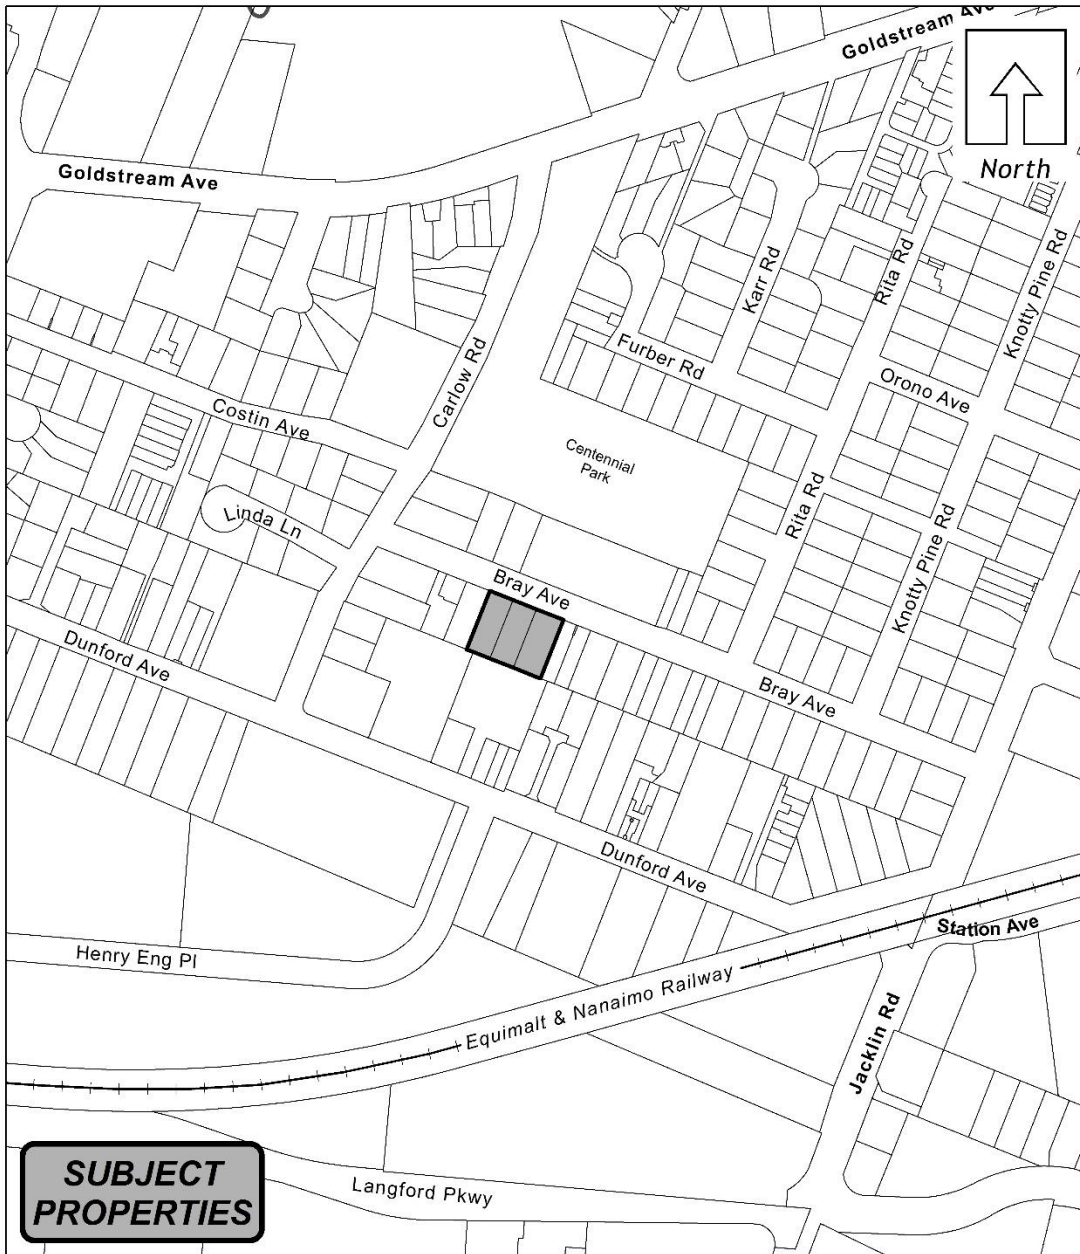 Goldstream Ave
North
Goldstream Ave
Karr Rd
Rita Rd
Knotty Pine Rd
Furber Rd
Carlow Rd
Orono Ave
Costin Ave
Centennial
Park
Rita Rd
Linda Ln
Knotty Pine Rd
Bray Ave
Dunford Ave
Bray Ave
Dunford Ave
Station Ave
Henry Eng Pl
Equimalt & Nanaimo Railway
Jacklin Rd
SUBJECT
PROPERTIES
Langford Pkwy